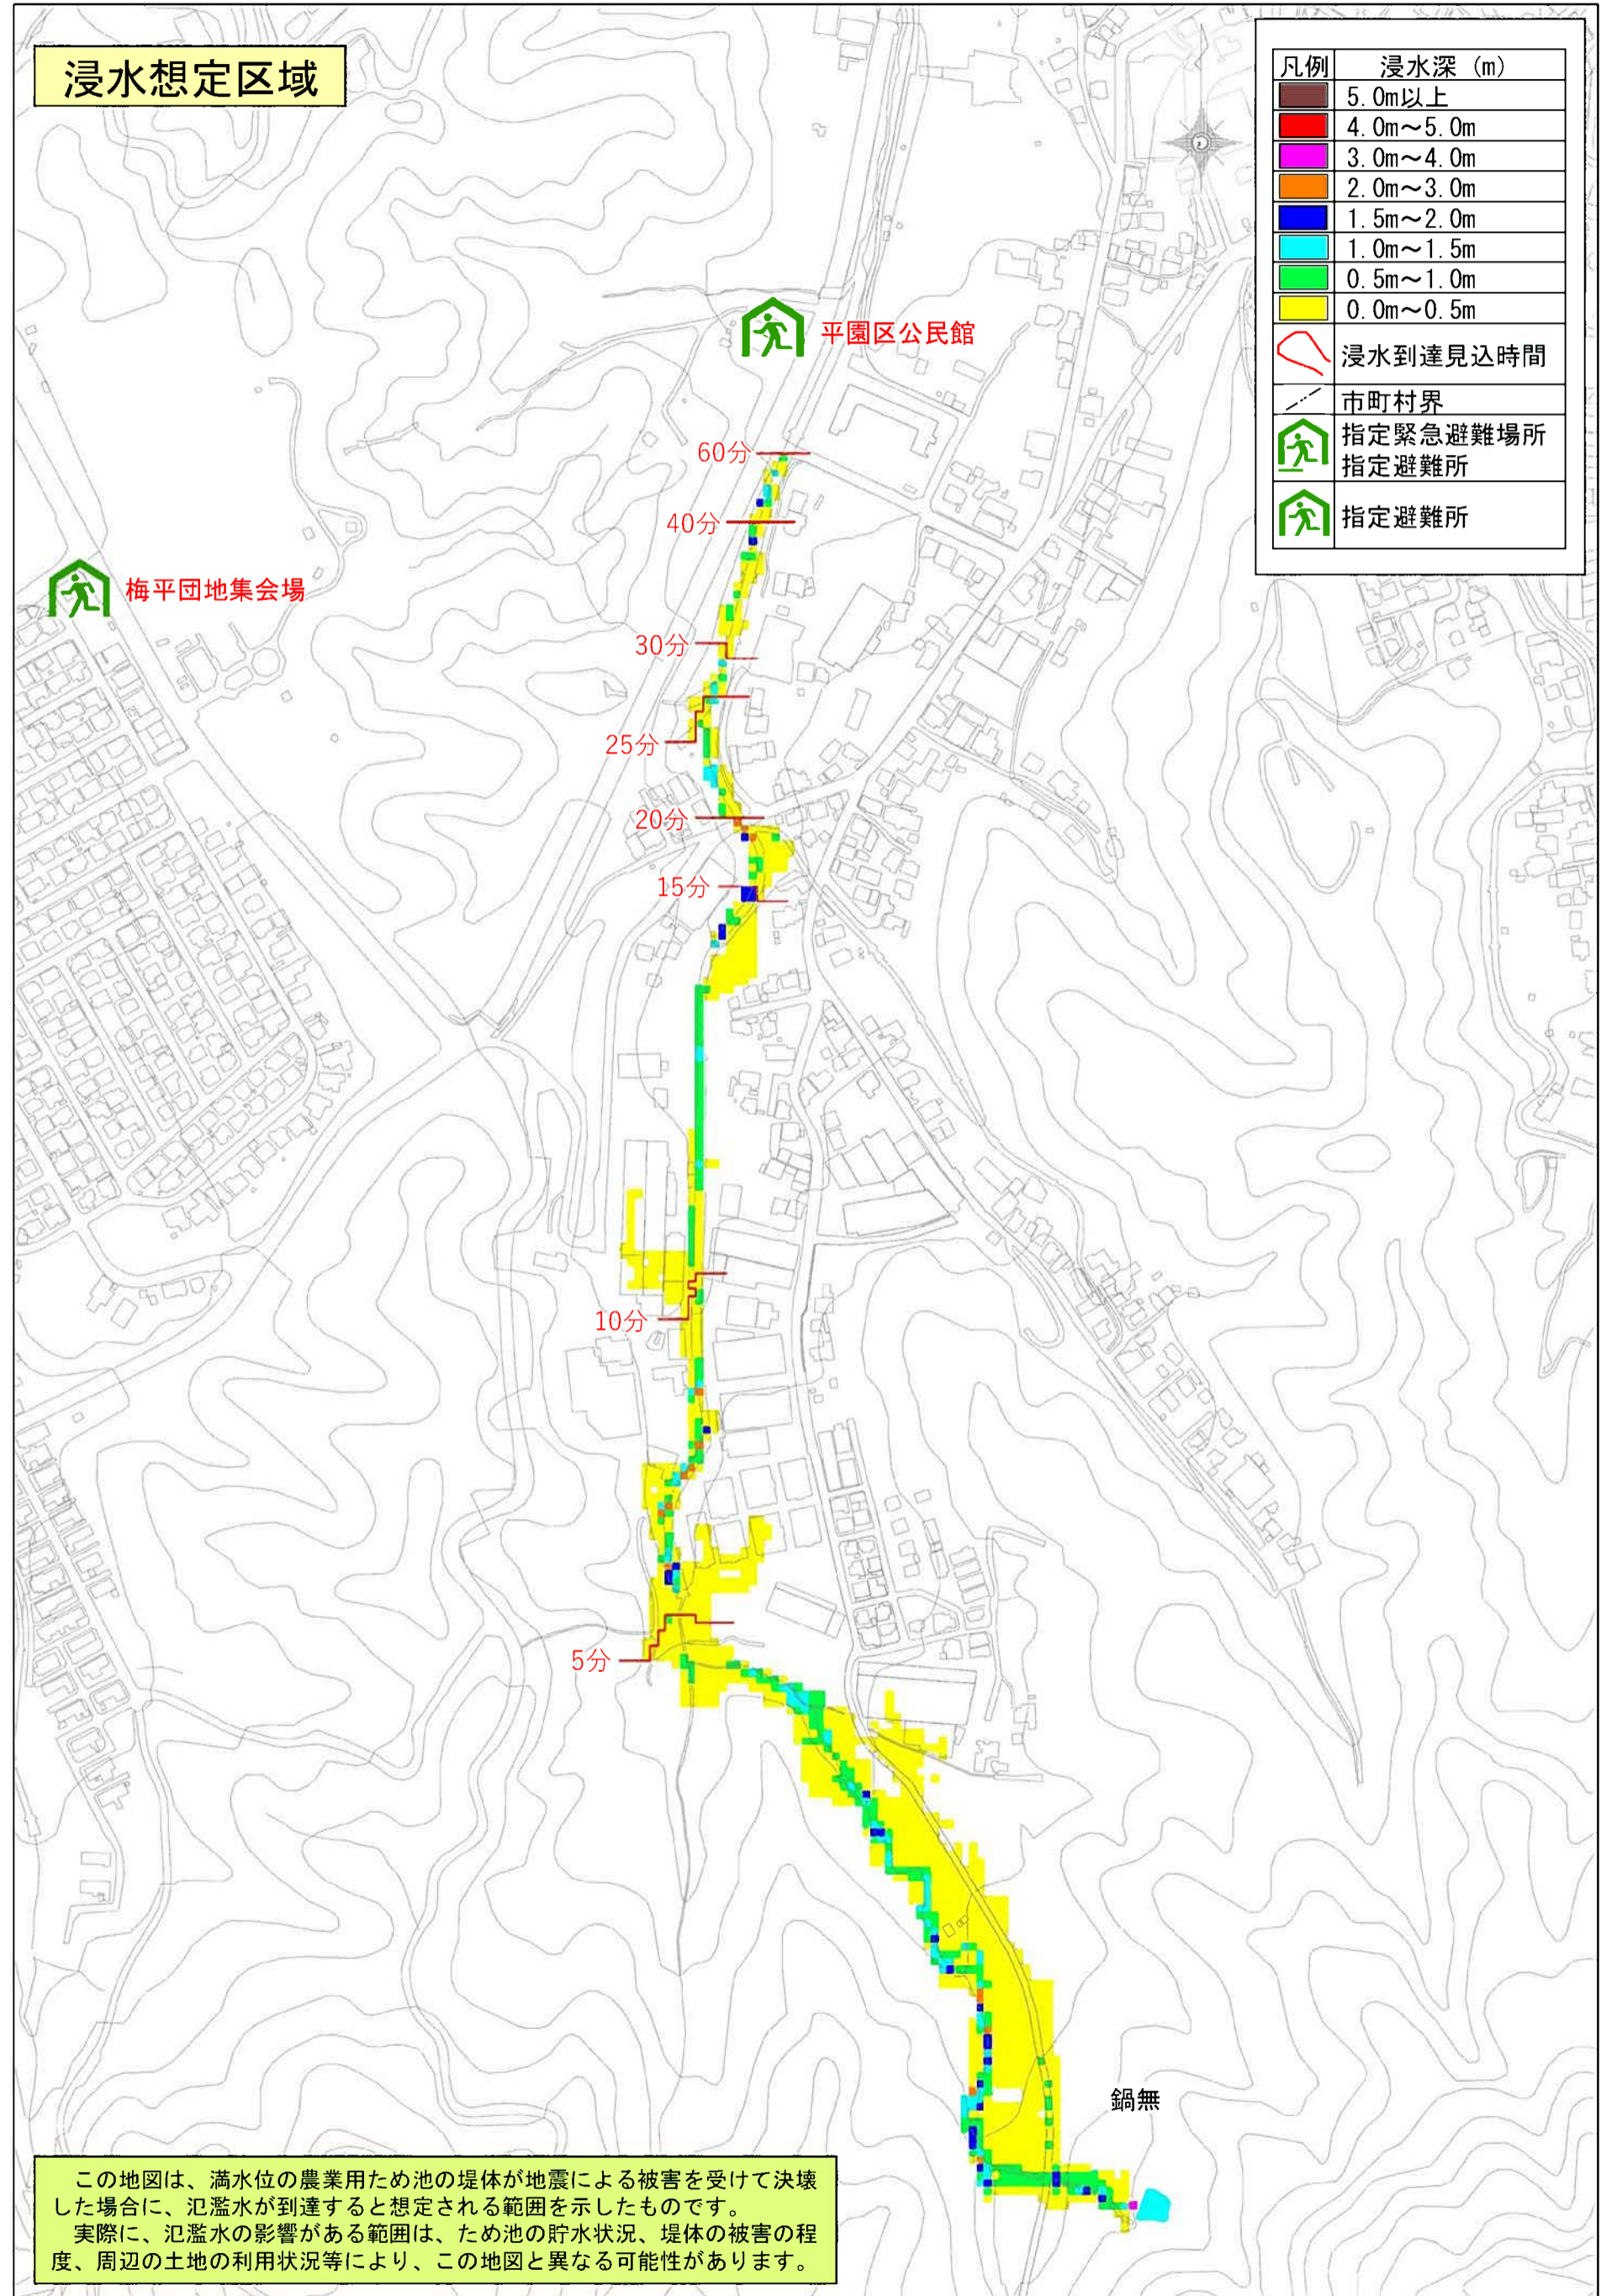 浸水想定区域
凡例 浸水深 (m)
5.0m以上
4.0m～5.0m
3.0m～4.0m
2.0m～3.0m
1.5m～2.0m
1.0m～1.5m
0.5m～1.0m
0.0m～0.5m
浸水到達見込時間
市町村界
指定緊急避難場所
指定避難所
指定避難所
平園区公民館
60分
40分
梅平団地集会場
30分
25分
20分
15分
10分
5分
鍋無
この地図は、満水位の農業用ため池の堤体が地震による被害を受けて決壊
した場合に、氾濫水が到達すると想定される範囲を示したものです。
実際に、氾濫水の影響がある範囲は、ため池の貯水状況、堤体の被害の程
度、周辺の土地の利用状況等により、この地図と異なる可能性があります。